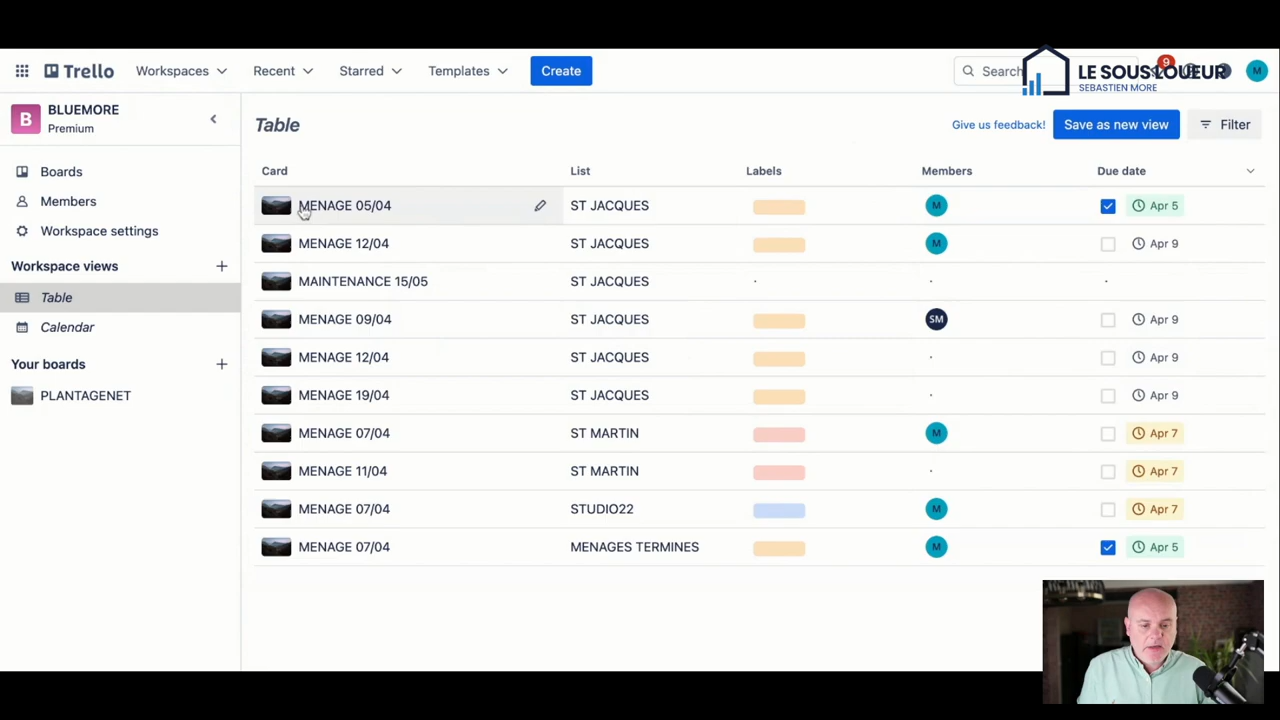 Trello
Workspaces
Recent
Starred
Templates
Create
Search
9
M
LE SOUSLOUEUR
SEBASTIEN MORE
B
BLUEMORE
Premium
Boards
Members
Workspace settings
Workspace views
Table
Calendar
Your boards
PLANTAGENET
Table
Give us feedback!
Save as new view
Filter
Card List Labels Members Due date
MENAGE 05/04 ST JACQUES M Apr 5
MENAGE 12/04 ST JACQUES M Apr 9
MAINTENANCE 15/05 ST JACQUES
MENAGE 09/04 ST JACQUES SM Apr 9
MENAGE 12/04 ST JACQUES Apr 9
MENAGE 19/04 ST JACQUES Apr 9
MENAGE 07/04 ST MARTIN M Apr 7
MENAGE 11/04 ST MARTIN Apr 7
MENAGE 07/04 STUDIO22 M Apr 7
MENAGE 07/04 MENAGES TERMINES M Apr 5